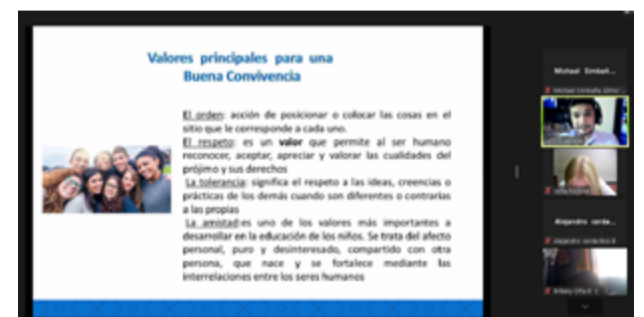 Valores principales para una
Buena Convivencia
El orden: acción de posicionar o colocar las cosas en el
sitio que le corresponde a cada uno.
El respeto: es un valor que permite al ser humano
reconocer, aceptar, apreciar y valorar las cualidades del
prójimo y sus derechos
La tolerancia: significa el respeto a las ideas, creencias o
prácticas de los demás cuando son diferentes o contrarias
a las propias
La amistad:es uno de los valores más importantes a
desarrollar en la educación de los niños. Se trata del afecto
personal, puro y desinteresado, compartido con otra
persona, que nace y se fortalece mediante las
interrelaciones entre los seres humanos
Michael
Michael
Alejandro
Alejandro